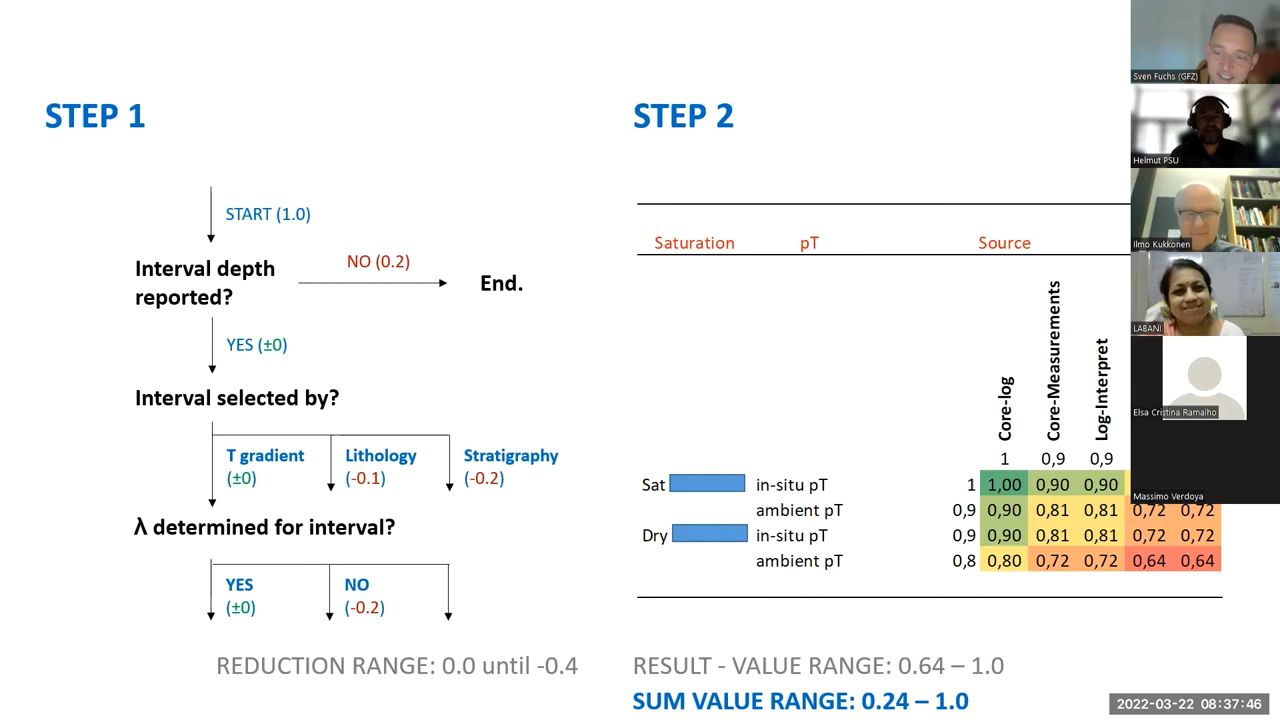 STEP 1
START (1.0)
Interval depth
reported?
NO (0.2)
End.
YES (±0)
Interval selected by?
T gradient
(±0)
Lithology
(-0.1)
Stratigraphy
(-0.2)
λ determined for interval?
YES
(±0)
NO
(-0.2)
REDUCTION RANGE: 0.0 until -0.4
STEP 2
Saturation pT Source
Core-log
Core-Measurements
Log-Interpret
1 0,9 0,9
Sat in-situ pT 1 1,00 0,90 0,90
ambient pT 0,9 0,90 0,81 0,81 0,72 0,72
Dry in-situ pT 0,9 0,90 0,81 0,81 0,72 0,72
ambient pT 0,8 0,80 0,72 0,72 0,64 0,64
RESULT - VALUE RANGE: 0.64 – 1.0
SUM VALUE RANGE: 0.24 – 1.0
Sven Fuchs (GFZ)
Helmut PSU
Ilmo Kukkonen
LABANI
Elsa Cristina Ramalho
Massimo Verdoya
2022-03-22 08:37:46